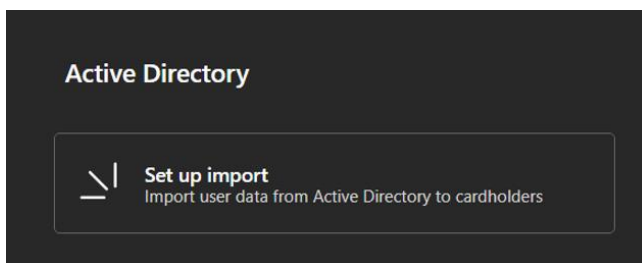 Active Directory
Set up import
Import user data from Active Directory to cardholders